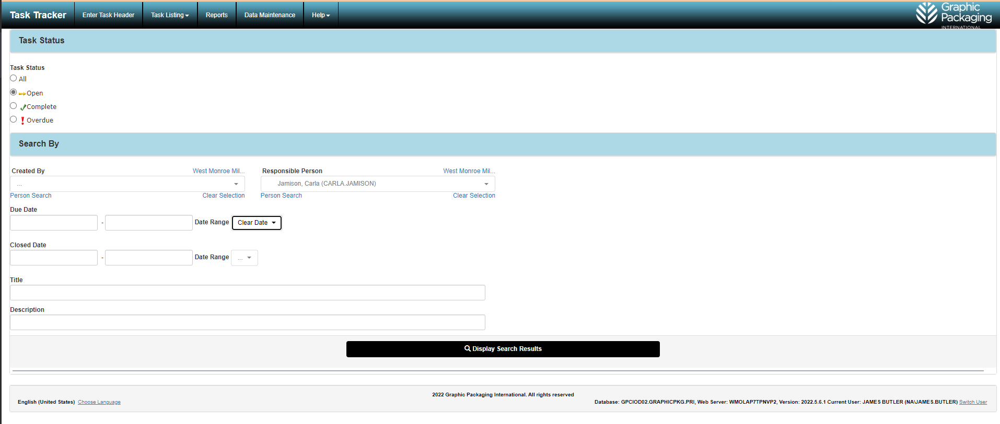 Task Tracker Enter Task Header Task Listing Reports Data Maintenance Help
Graphic
Packaging
INTERNATIONAL
Task Status
Task Status
All
Open
Complete
Overdue
Search By
Created By West Monroe Mil... Responsible Person West Monroe Mil...
... Jamison, Carla (CARLA.JAMISON)
Person Search Clear Selection Person Search Clear Selection
Due Date
- Date Range Clear Date
Closed Date
- Date Range ...
Title
Description
Display Search Results
2022 Graphic Packaging International. All rights reserved
English (United States) Choose Language Database: GPCIOD02.GRAPHICPKG.PRI, Web Server: WMOLAP7TPNVP2, Version: 2022.5.6.1 Current User: JAMES BUTLER (NA\JAMES.BUTLER) Switch User